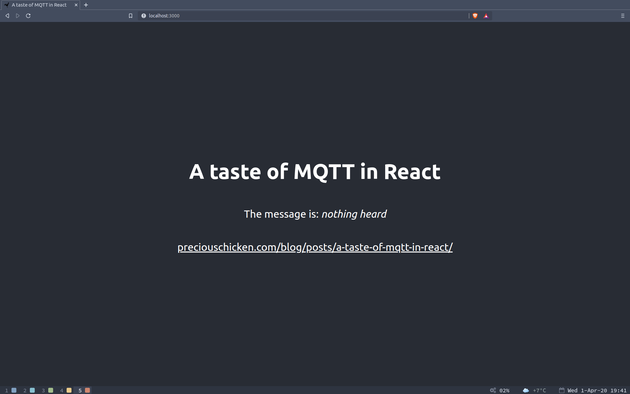 A taste of MQTT in React
localhost:3000
A taste of MQTT in React
The message is: nothing heard
preciouschicken.com/blog/posts/a-taste-of-mqtt-in-react/
1 2 3 4 5
02% +7°C Wed 1-Apr-20 19:41